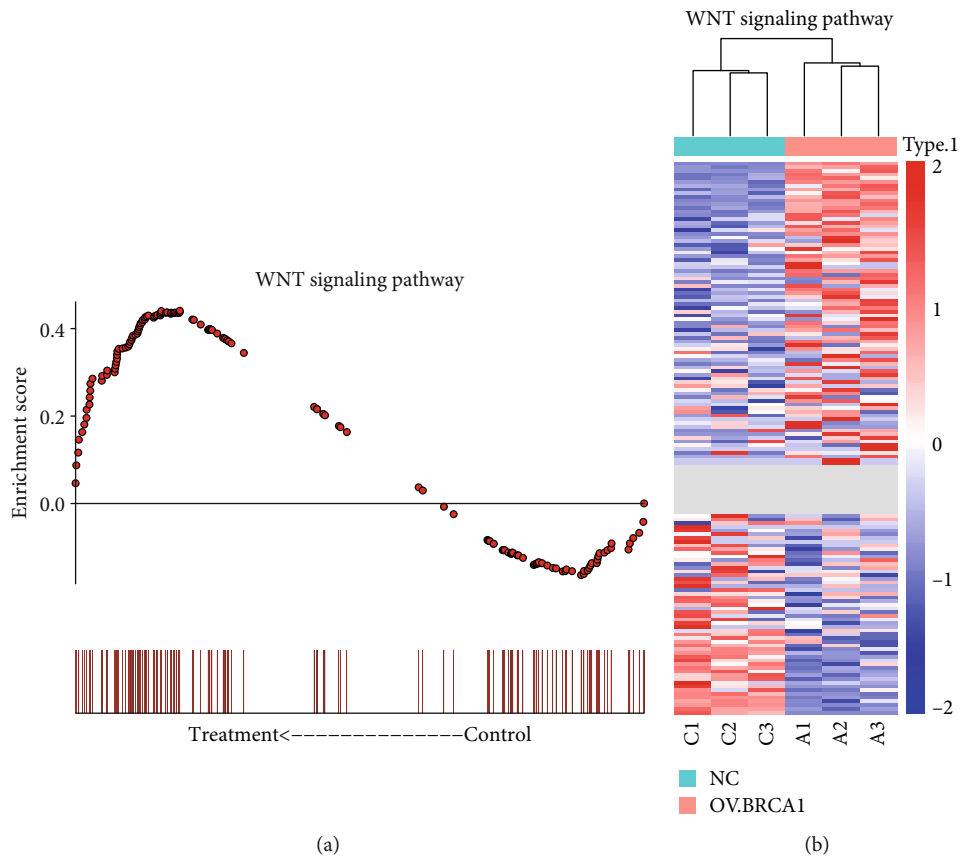 WNT signaling pathway
Enrichment score
0.4
0.2
0.0
Treatment<--------------Control
(a)
WNT signaling pathway
Type.1
2
1
0
−1
−2
C1 C2 C3 A1 A2 A3
NC
OV.BRCA1
(b)